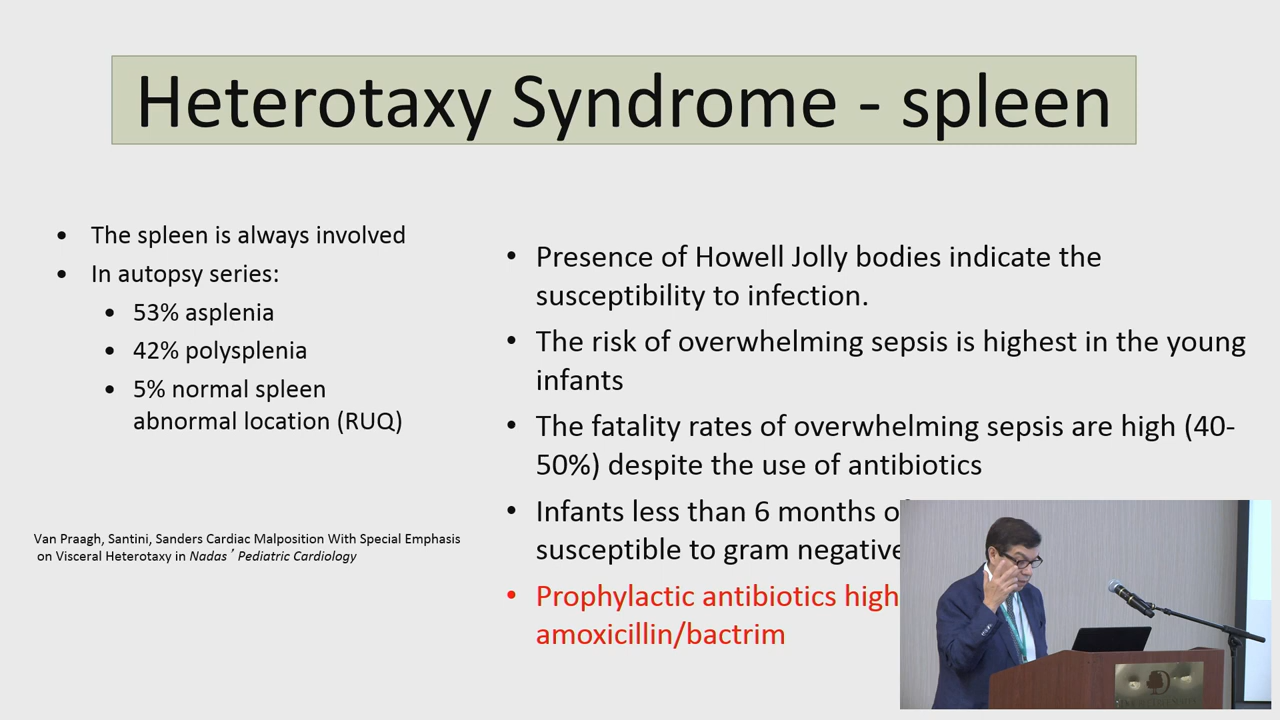 Heterotaxy Syndrome - spleen
• The spleen is always involved
• In autopsy series:
• 53% asplenia
• 42% polysplenia
• 5% normal spleen
abnormal location (RUQ)
Van Praagh, Santini, Sanders Cardiac Malposition With Special Emphasis
on Visceral Heterotaxy in Nadas ’ Pediatric Cardiology
• Presence of Howell Jolly bodies indicate the
susceptibility to infection.
• The risk of overwhelming sepsis is highest in the young
infants
• The fatality rates of overwhelming sepsis are high (40-
50%) despite the use of antibiotics
• Infants less than 6 months
susceptible to gram negative
• Prophylactic antibiotics high
amoxicillin/bactrim